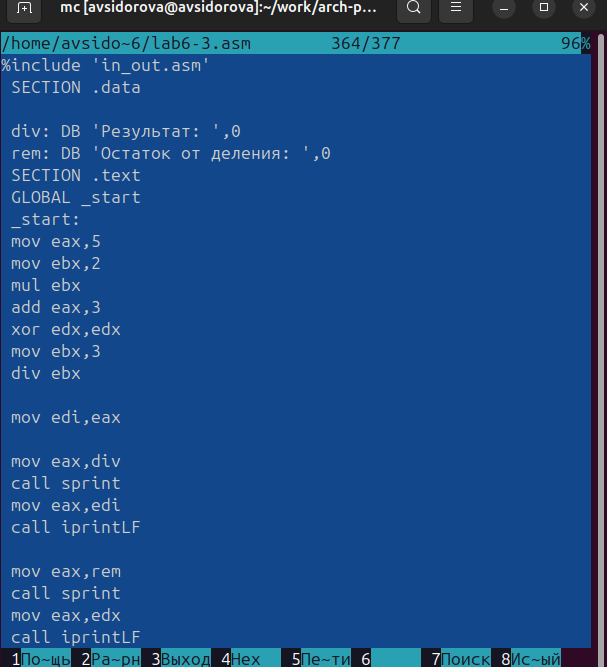 mc [avsidorova@avsidorova]:~/work/arch-p...
/home/avsido~6/lab6-3.asm 364/377 96%
%include 'in_out.asm'
SECTION .data
div: DB 'Результат: ',0
rem: DB 'Остаток от деления: ',0
SECTION .text
GLOBAL _start
_start:
mov eax,5
mov ebx,2
mul ebx
add eax,3
xor edx,edx
mov ebx,3
div ebx
mov edi,eax
mov eax,div
call sprint
mov eax,edi
call iprintLF
mov eax,rem
call sprint
mov eax,edx
call iprintLF
1По~щь 2Ра~рн 3Выход 4Hex 5Пе~ти 6 7Поиск 8Ис~ый